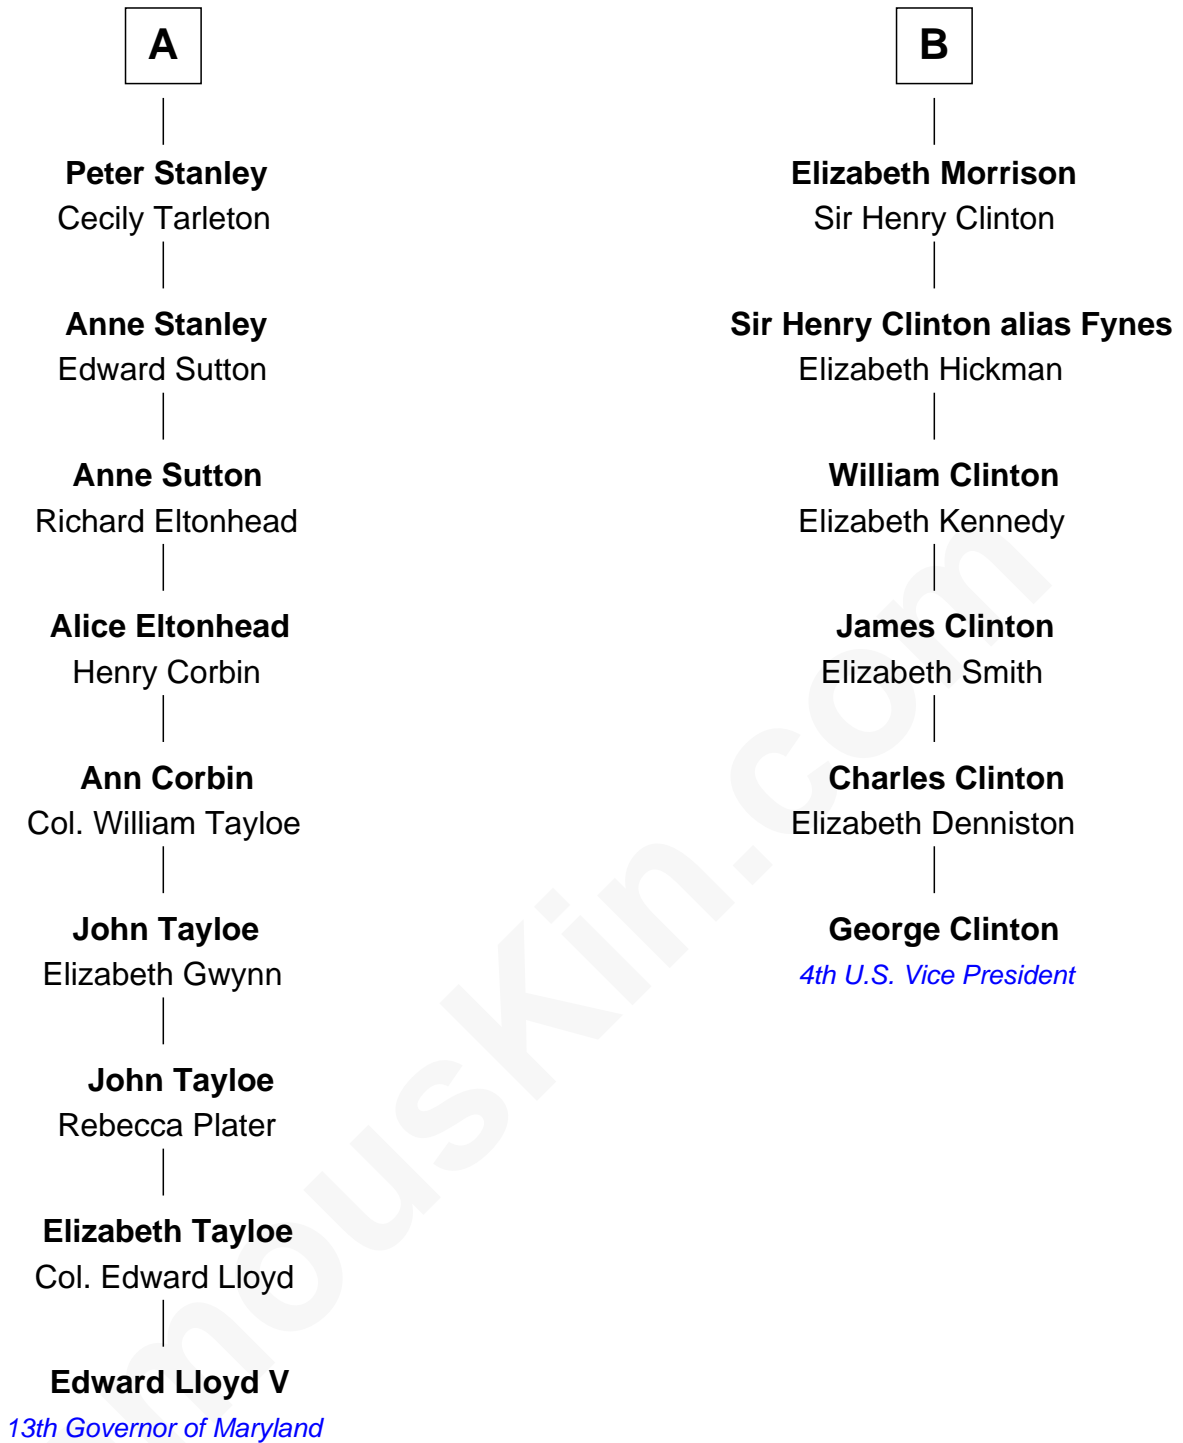 A
Peter Stanley
Cecily Tarleton
Anne Stanley
Edward Sutton
Anne Sutton
Richard Eltonhead
Alice Eltonhead
Henry Corbin
Ann Corbin
Col. William Tayloe
John Tayloe
Elizabeth Gwynn
John Tayloe
Rebecca Plater
Elizabeth Tayloe
Col. Edward Lloyd
Edward Lloyd V
13th Governor of Maryland
B
Elizabeth Morrison
Sir Henry Clinton
Sir Henry Clinton alias Fynes
Elizabeth Hickman
William Clinton
Elizabeth Kennedy
James Clinton
Elizabeth Smith
Charles Clinton
Elizabeth Denniston
George Clinton
4th U.S. Vice President
mousKin.com